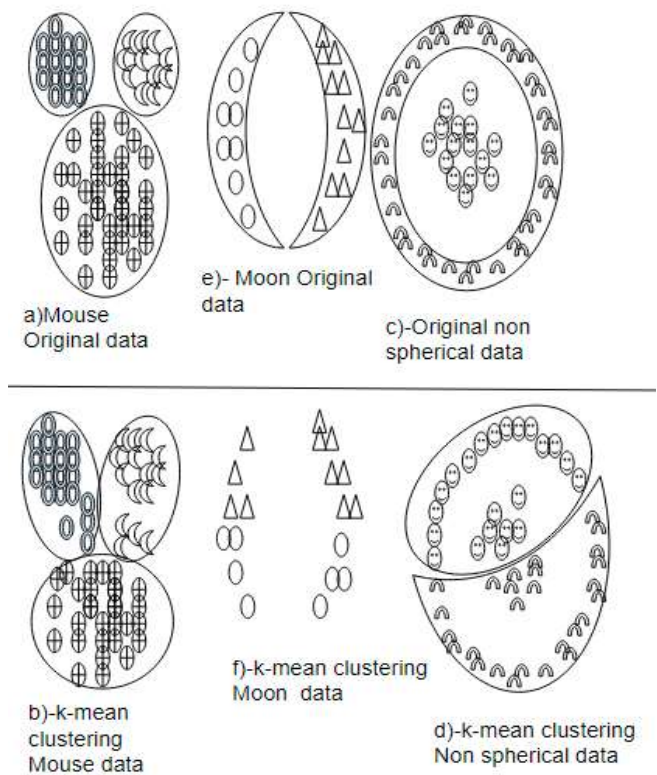 a)Mouse
Original data
e)- Moon Original
data
c)-Original non
spherical data
b)-k-mean
clustering
Mouse data
f)-k-mean clustering
Moon data
d)-k-mean clustering
Non spherical data